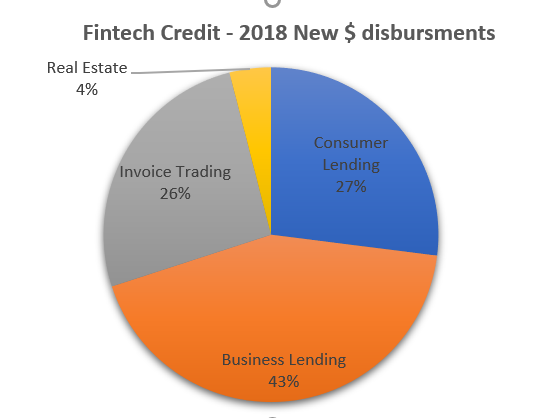 Fintech Credit - 2018 New $ disbursments
Real Estate
4%
Consumer
Lending
27%
Invoice Trading
26%
Business Lending
43%